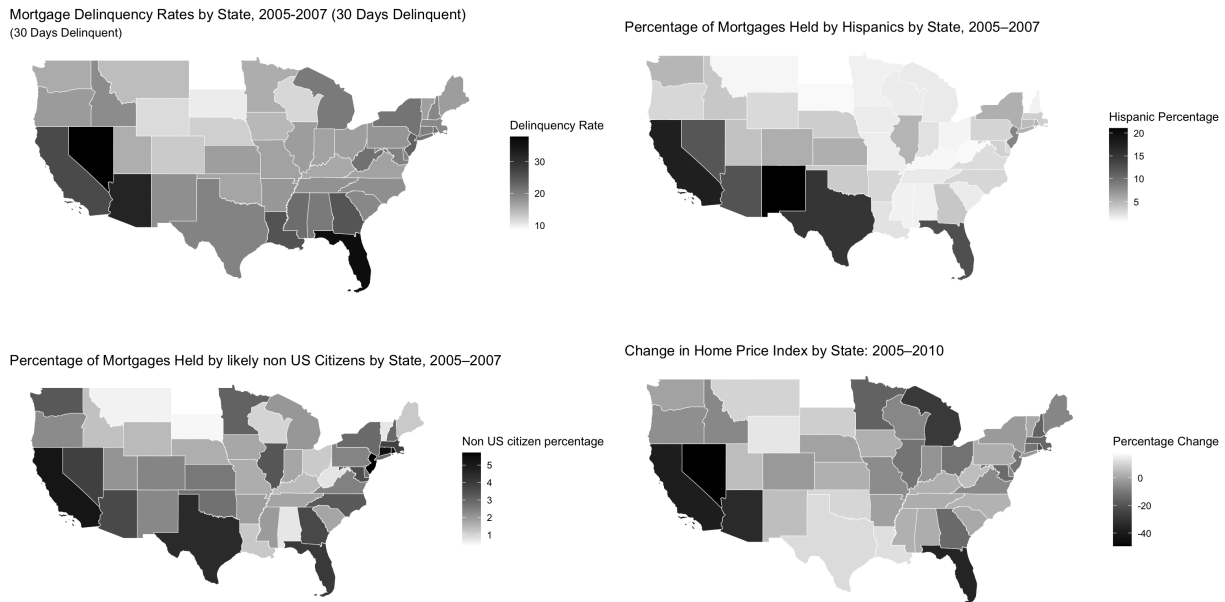 Mortgage Delinquency Rates by State, 2005-2007 (30 Days Delinquent)
(30 Days Delinquent)
Delinquency Rate
30
20
10
Percentage of Mortgages Held by Hispanics by State, 2005–2007
Hispanic Percentage
20
15
10
5
Percentage of Mortgages Held by likely non US Citizens by State, 2005–2007
Non US citizen percentage
5
4
3
2
1
Change in Home Price Index by State: 2005–2010
Percentage Change
0
-20
-40